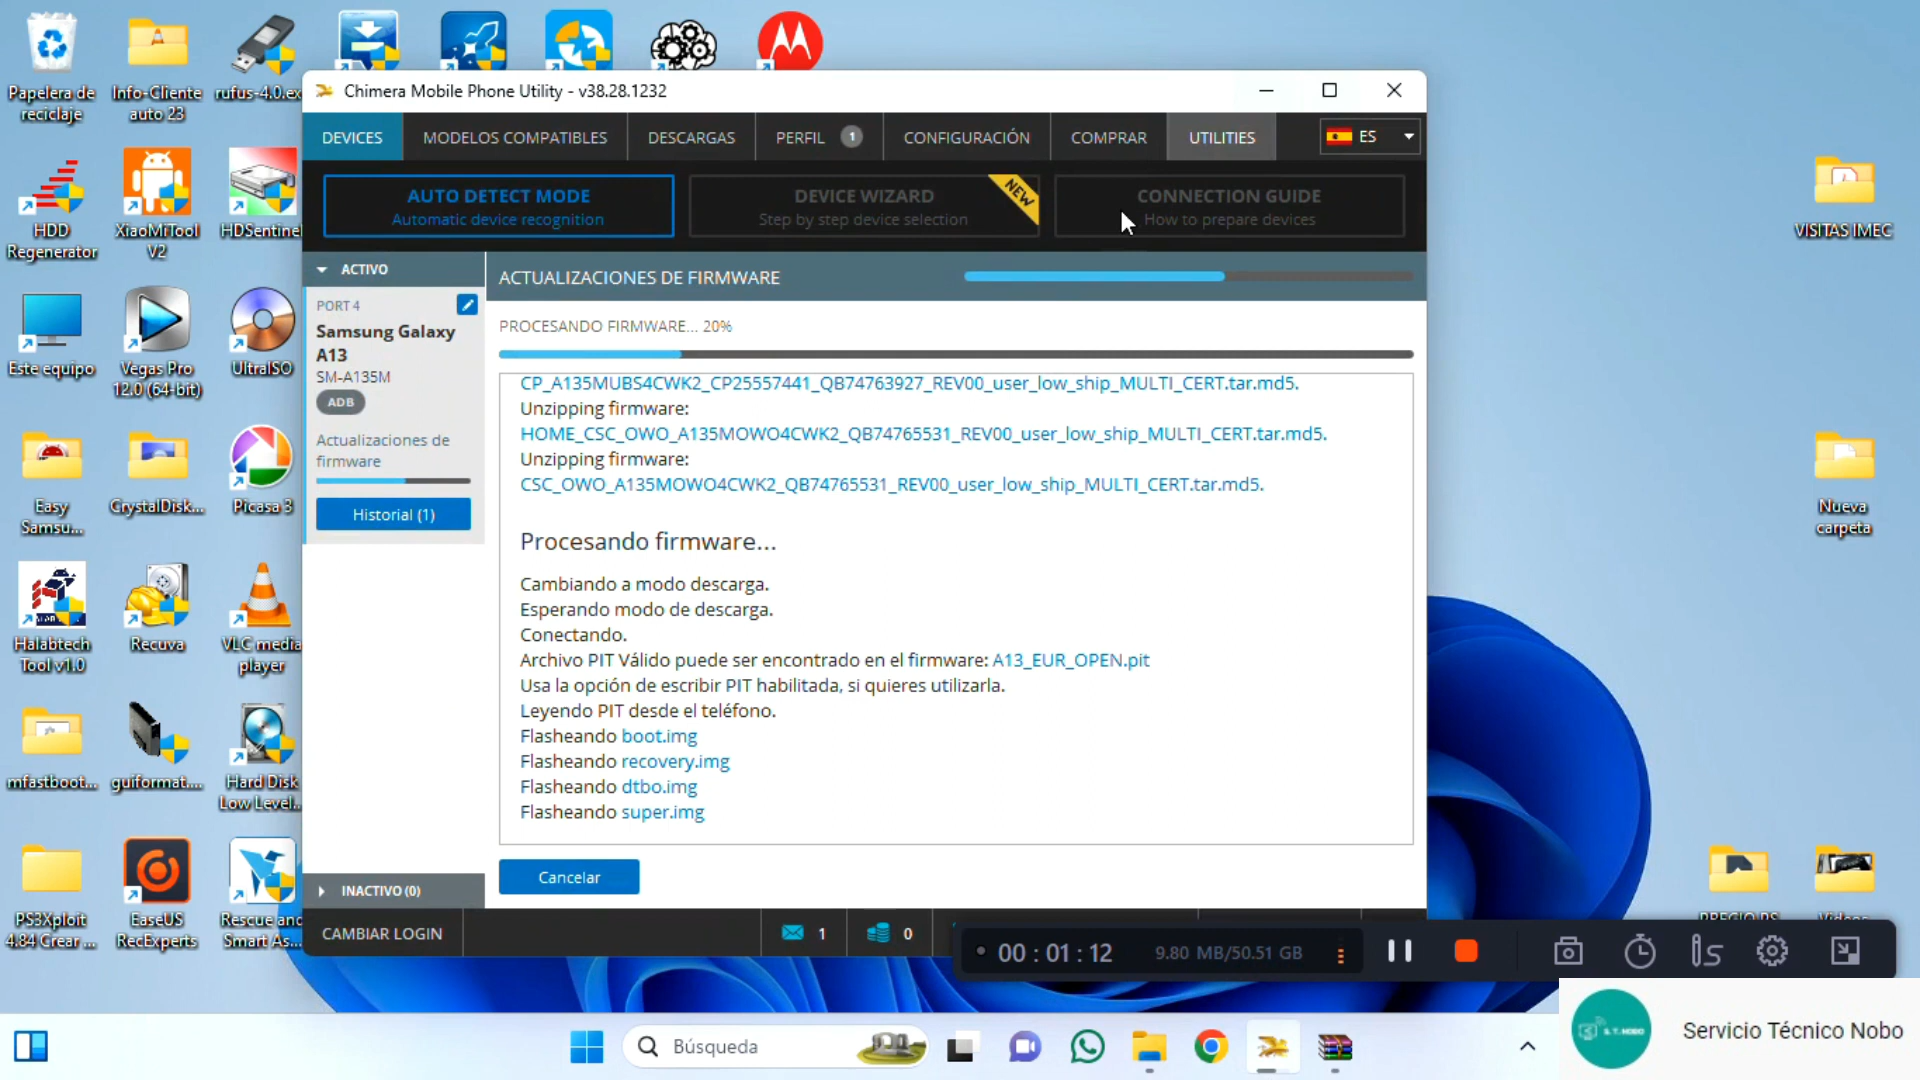 Papelera de
reciclaje
Info-Cliente
auto 23
rufus-4.0.ex
HDD
Regenerator
XiaoMiTool
V2
HDSentinel
Este equipo
Vegas Pro
12.0 (64-bit)
UltraISO
Easy
Samsu...
CrystalDisk...
Picasa 3
Halabtech
Tool v1.0
Recuva
VLC media
player
mfastboot...
guiformat....
Hard Disk
Low Level...
PS3Xploit
4.84 Crear ...
EaseUS
RecExperts
Rescue and
Smart As...
Chimera Mobile Phone Utility - v38.28.1232
DEVICES
MODELOS COMPATIBLES
DESCARGAS
PERFIL 1
CONFIGURACIÓN
COMPRAR
UTILITIES
ES
AUTO DETECT MODE
Automatic device recognition
DEVICE WIZARD
Step by step device selection
NEW
CONNECTION GUIDE
How to prepare devices
ACTIVO
PORT 4
Samsung Galaxy
A13
SM-A135M
ADB
Actualizaciones de
firmware
Historial (1)
INACTIVO (0)
ACTUALIZACIONES DE FIRMWARE
PROCESANDO FIRMWARE... 20%
CP_A135MUBS4CWK2_CP25557441_QB74763927_REV00_user_low_ship_MULTI_CERT.tar.md5.
Unzipping firmware:
HOME_CSC_OWO_A135MOWO4CWK2_QB74765531_REV00_user_low_ship_MULTI_CERT.tar.md5.
Unzipping firmware:
CSC_OWO_A135MOWO4CWK2_QB74765531_REV00_user_low_ship_MULTI_CERT.tar.md5.
Procesando firmware...
Cambiando a modo descarga.
Esperando modo de descarga.
Conectando.
Archivo PIT Válido puede ser encontrado en el firmware: A13_EUR_OPEN.pit
Usa la opción de escribir PIT habilitada, si quieres utilizarla.
Leyendo PIT desde el teléfono.
Flasheando boot.img
Flasheando recovery.img
Flasheando dtbo.img
Flasheando super.img
Cancelar
CAMBIAR LOGIN
1
0
VISITAS IMEC
Nueva
carpeta
Videos
00 : 01 : 12
9.80 MB/50.51 GB
Búsqueda
S. T. NOBO
Servicio Técnico Nobo